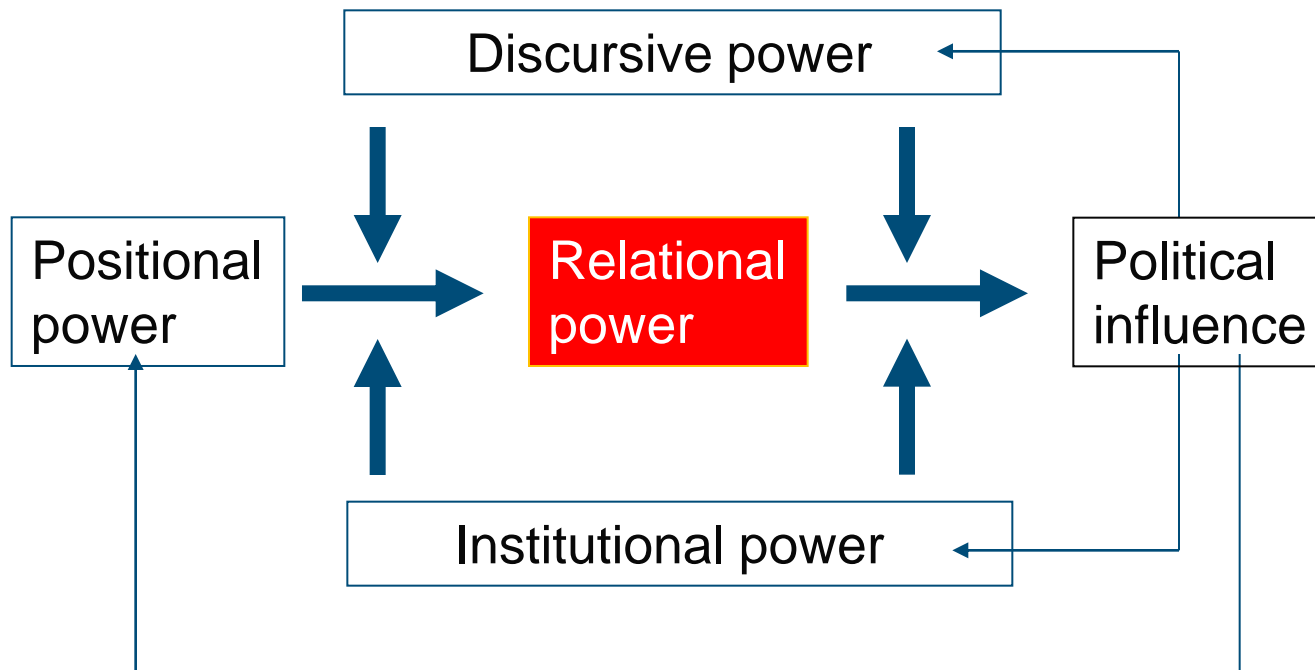 Discursive power
Positional
power
Relational
power
Political
influence
Institutional power